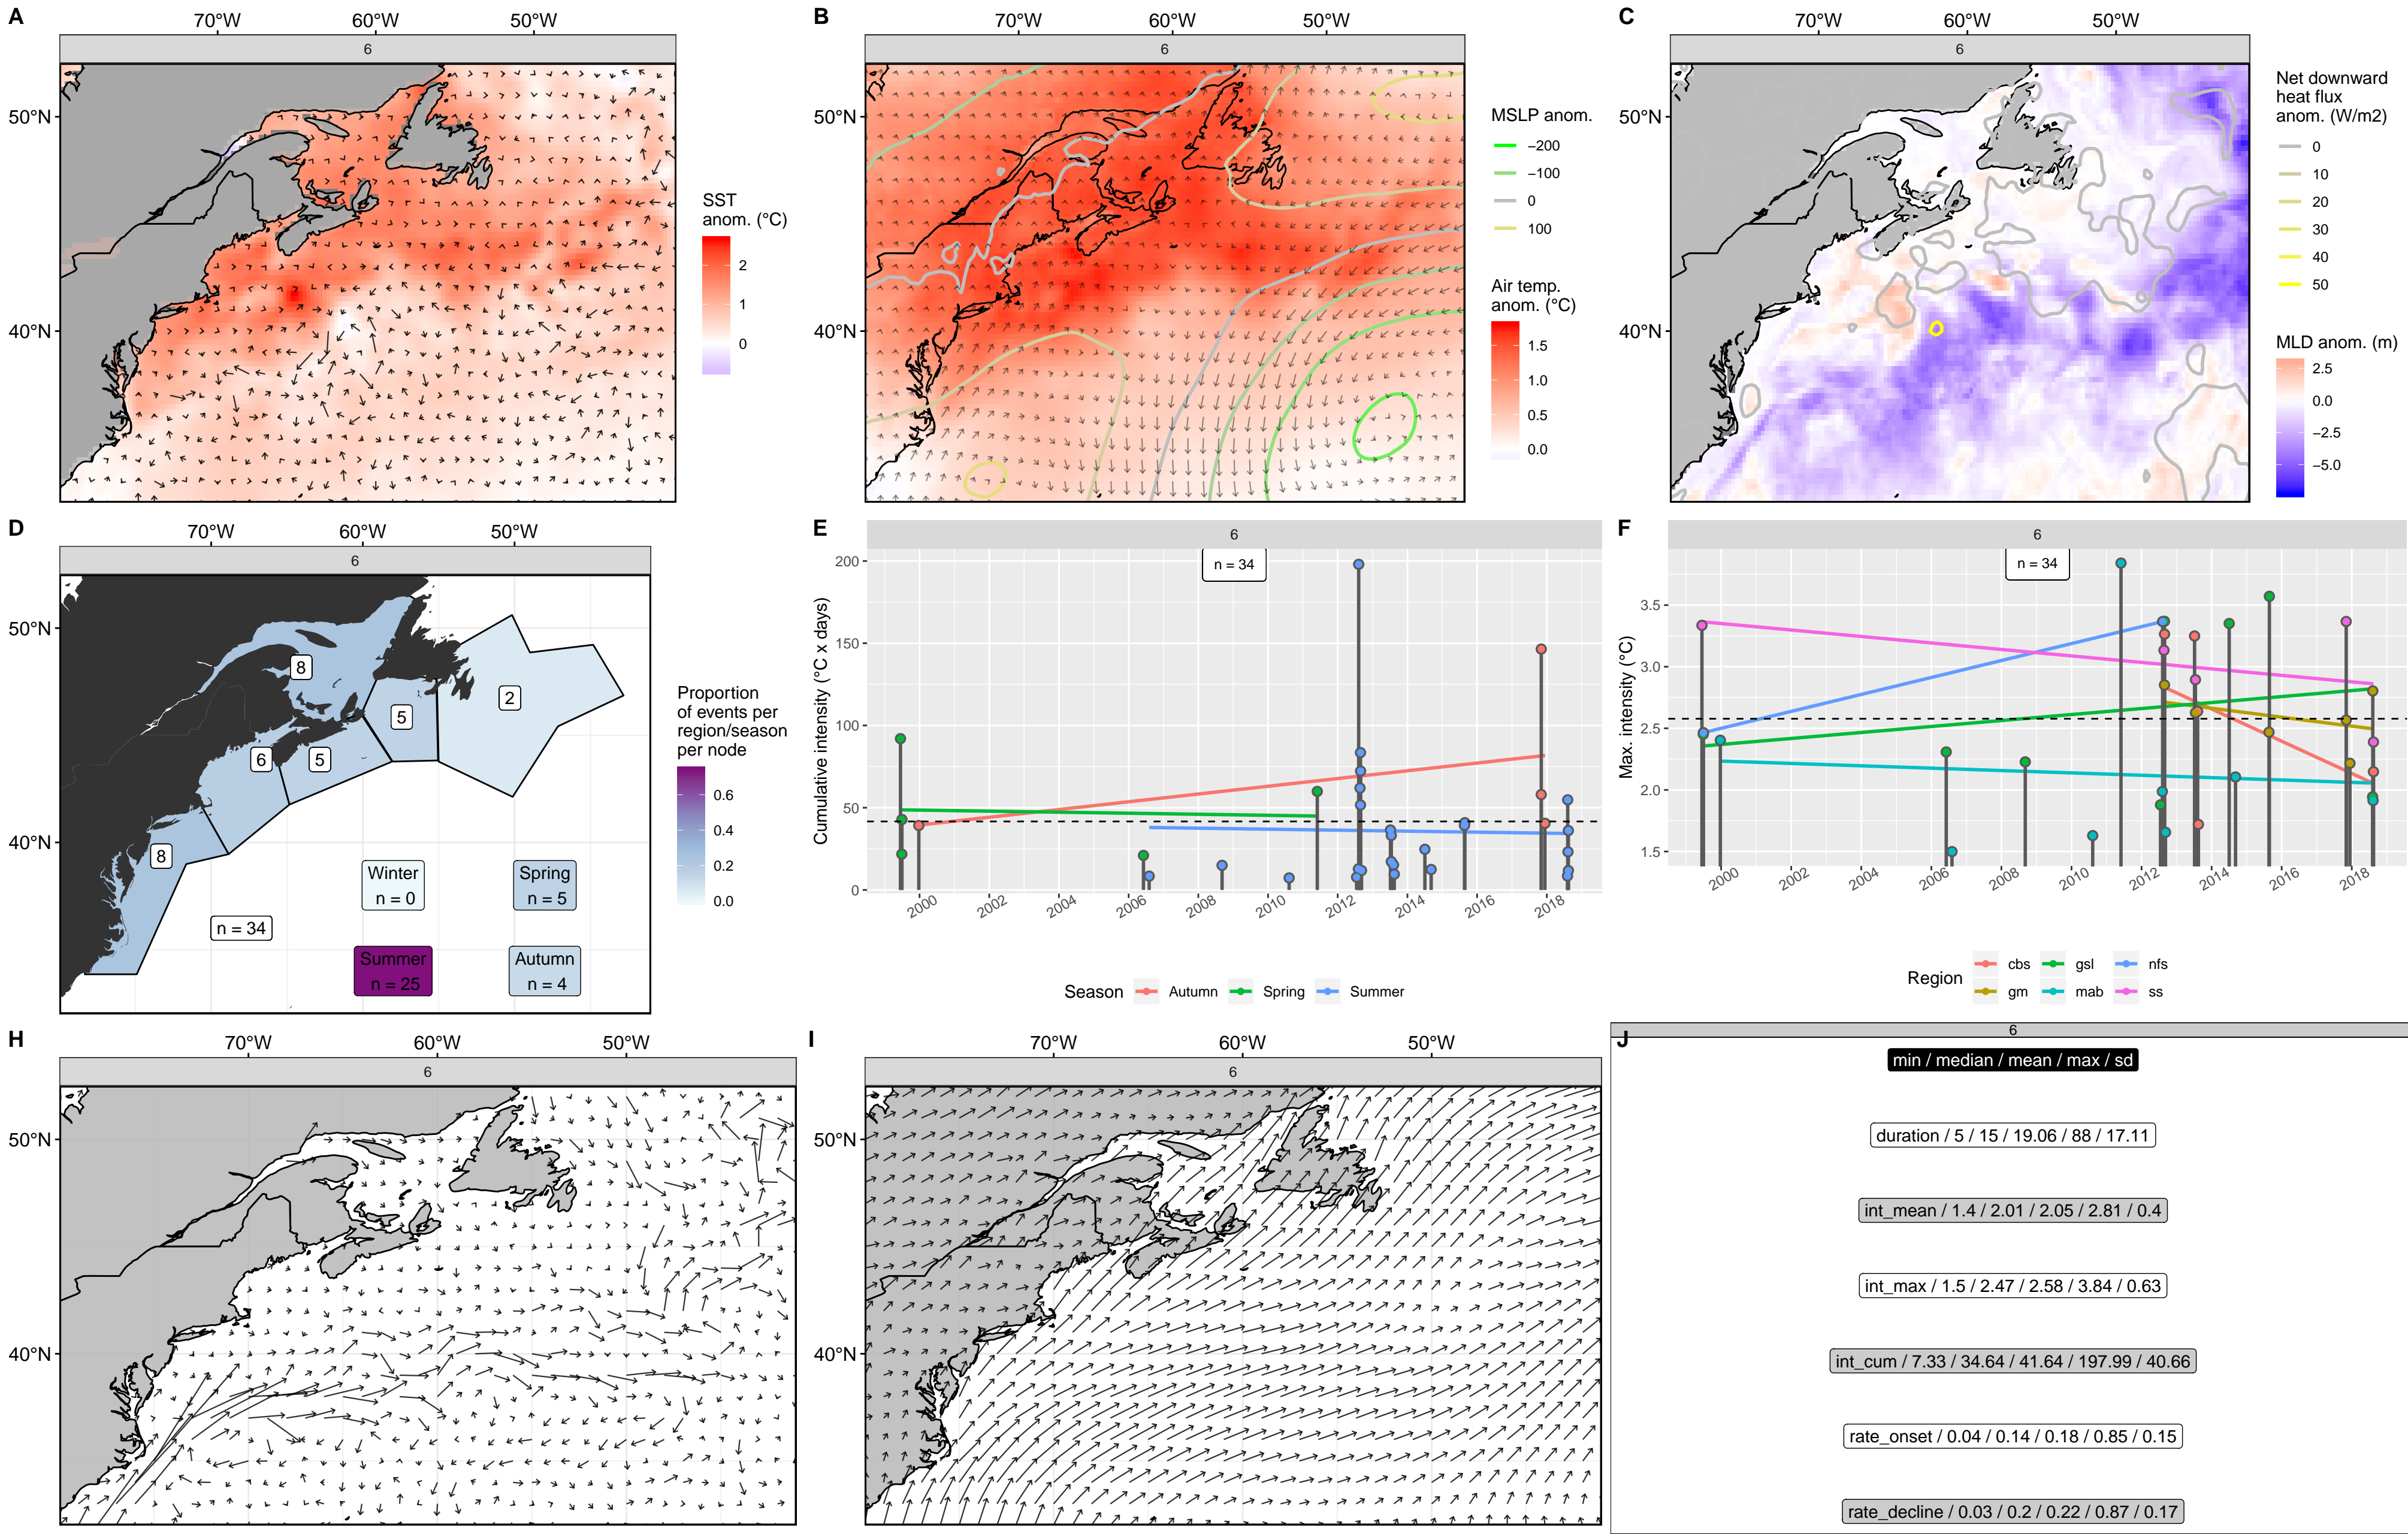 A
70°W 60°W 50°W
6
50°N
40°N
SST
anom. (°C)
2
1
0
B
70°W 60°W 50°W
6
50°N
40°N
MSLP anom.
−200
−100
0
100
Air temp.
anom. (°C)
1.5
1.0
0.5
0.0
C
70°W 60°W 50°W
6
50°N
40°N
Net downward
heat flux
anom. (W/m2)
0
10
20
30
40
50
MLD anom. (m)
2.5
0.0
−2.5
−5.0
D
70°W 60°W 50°W
6
50°N
40°N
8
2
5
6
5
8
n = 34
Winter
n = 0
Spring
n = 5
Summer
n = 25
Autumn
n = 4
Proportion
of events per
region/season
per node
0.6
0.4
0.2
0.0
E
6
n = 34
Cumulative intensity (°C x days)
200
150
100
50
0
2000 2002 2004 2006 2008 2010 2012 2014 2016 2018
Season Autumn Spring Summer
F
6
n = 34
Max. intensity (°C)
3.5
3.0
2.5
2.0
1.5
2000 2002 2004 2006 2008 2010 2012 2014 2016 2018
Region cbs gsl nfs
gm mab ss
H
70°W 60°W 50°W
6
50°N
40°N
I
70°W 60°W 50°W
6
50°N
40°N
J
6
min / median / mean / max / sd
duration / 5 / 15 / 19.06 / 88 / 17.11
int_mean / 1.4 / 2.01 / 2.05 / 2.81 / 0.4
int_max / 1.5 / 2.47 / 2.58 / 3.84 / 0.63
int_cum / 7.33 / 34.64 / 41.64 / 197.99 / 40.66
rate_onset / 0.04 / 0.14 / 0.18 / 0.85 / 0.15
rate_decline / 0.03 / 0.2 / 0.22 / 0.87 / 0.17